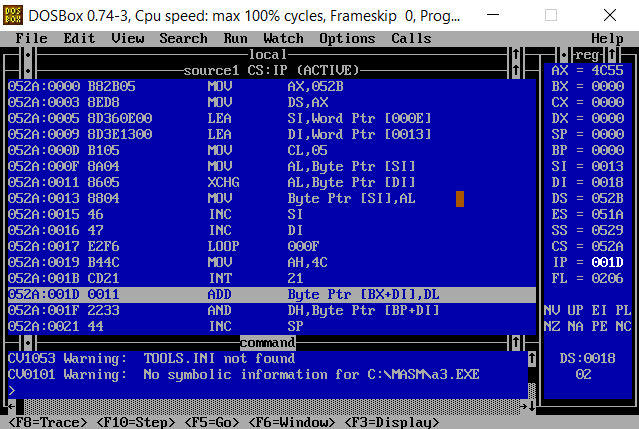 DOSBox 0.74-3, Cpu speed: max 100% cycles, Frameskip 0, Prog...
File Edit View Search Run Watch Options Calls Help
local
source1 CS:IP (ACTIVE)
052A:0000 B82B05 MOV AX,052B
052A:0003 8ED8 MOV DS,AX
052A:0005 8D360E00 LEA SI,Word Ptr [000E]
052A:0009 8D3E1300 LEA DI,Word Ptr [0013]
052A:000D B105 MOV CL,05
052A:000F 8A04 MOV AL,Byte Ptr [SI]
052A:0011 8605 XCHG AL,Byte Ptr [DI]
052A:0013 8804 MOV Byte Ptr [SI],AL
052A:0015 46 INC SI
052A:0016 47 INC DI
052A:0017 E2F6 LOOP 000F
052A:0019 B44C MOV AH,4C
052A:001B CD21 INT 21
052A:001D 0011 ADD Byte Ptr [BX+DI],DL
052A:001F 2233 AND DH,Byte Ptr [BP+DI]
052A:0021 44 INC SP
command
CV1053 Warning: TOOLS.INI not found
CV0101 Warning: No symbolic information for C:\MASM\a3.EXE
>
reg
AX = 4C55
BX = 0000
CX = 0000
DX = 0000
SP = 0000
BP = 0000
SI = 0013
DI = 0018
DS = 052B
ES = 051A
SS = 0529
CS = 052A
IP = 001D
FL = 0206
NV UP EI PL
NZ NA PE NC
DS:0018
02
<F8=Trace> <F10=Step> <F5=Go> <F6=Window> <F3=Display>